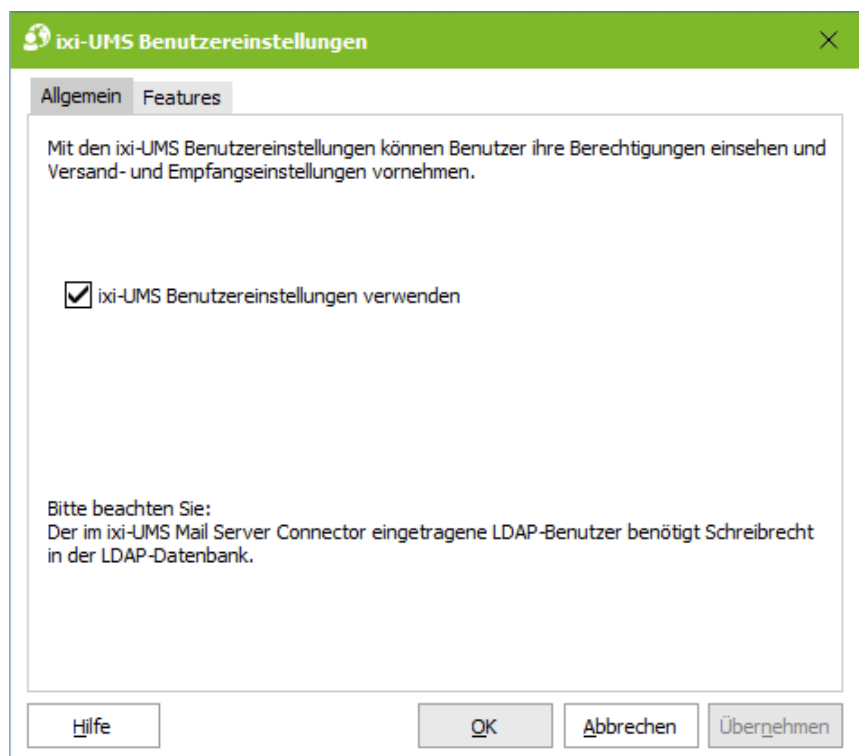 ixi-UMS Benutzereinstellungen
Allgemein Features
Mit den ixi-UMS Benutzereinstellungen können Benutzer ihre Berechtigungen einsehen und
Versand- und Empfangseinstellungen vornehmen.
ixi-UMS Benutzereinstellungen verwenden
Bitte beachten Sie:
Der im ixi-UMS Mail Server Connector eingetragene LDAP-Benutzer benötigt Schreibrecht
in der LDAP-Datenbank.
Hilfe OK Abbrechen Übernehmen